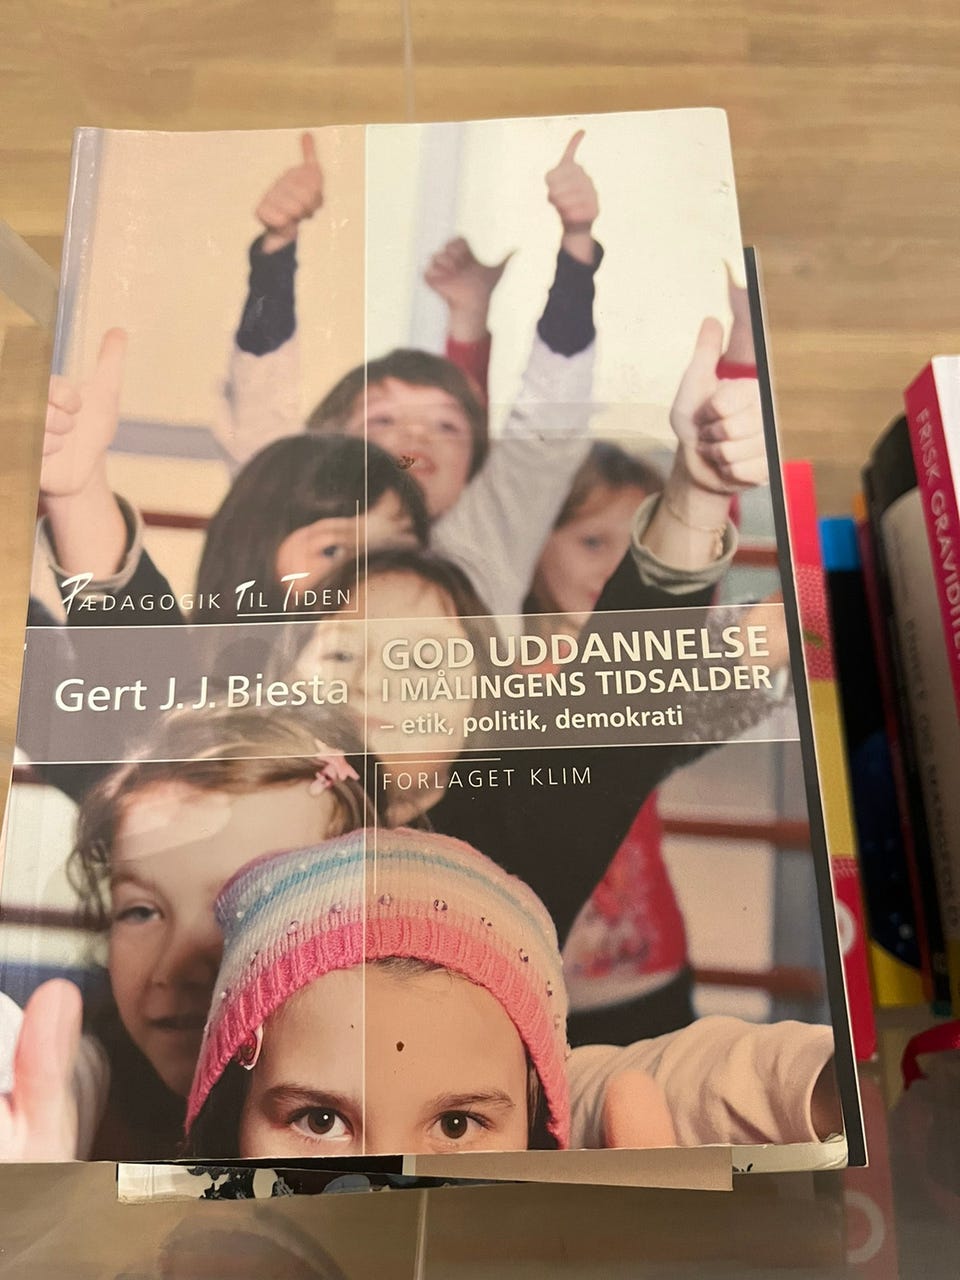 PÆDAGOGIK TIL TIDEN
Gert J. J. Biesta
GOD UDDANNELSE
I MÅLINGENS TIDSALDER
– etik, politik, demokrati
FORLAGET KLIM
FRISK GRAVIDITET